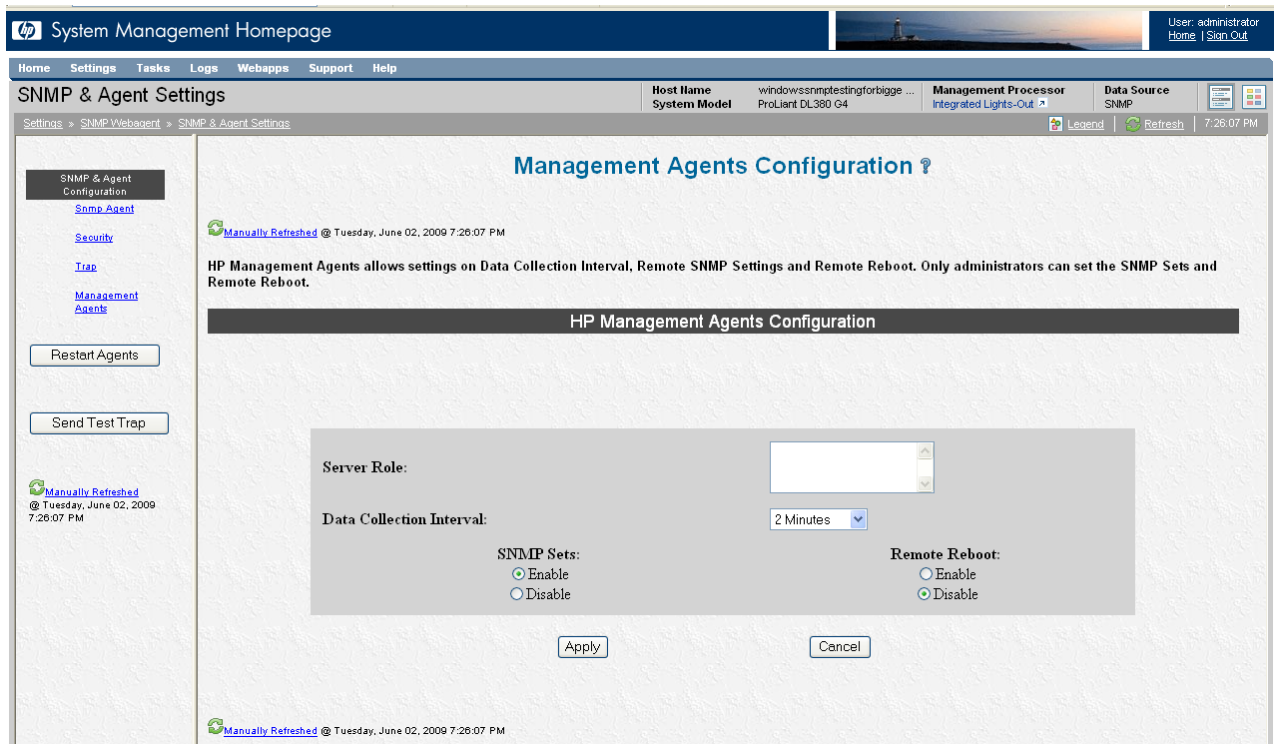 hp System Management Homepage
User: administrator
Home | Sign Out
Home Settings Tasks Logs Webapps Support Help
SNMP & Agent Settings
Host Name windowssnmptestingforbigge ...
System Model ProLiant DL380 G4
Management Processor
Integrated Lights-Out
Data Source
SNMP
Settings » SNMP Webagent » SNMP & Agent Settings
Legend | Refresh | 7:26:07 PM
SNMP & Agent
Configuration
Snmp Agent
Security
Trap
Management
Agents
Restart Agents
Send Test Trap
Manually Refreshed
@ Tuesday, June 02, 2009
7:26:07 PM
Management Agents Configuration ?
Manually Refreshed @ Tuesday, June 02, 2009 7:26:07 PM
HP Management Agents allows settings on Data Collection Interval, Remote SNMP Settings and Remote Reboot. Only administrators can set the SNMP Sets and
Remote Reboot.
HP Management Agents Configuration
Server Role:
Data Collection Interval: 2 Minutes
SNMP Sets: Remote Reboot:
Enable Enable
Disable Disable
Apply Cancel
Manually Refreshed @ Tuesday, June 02, 2009 7:26:07 PM